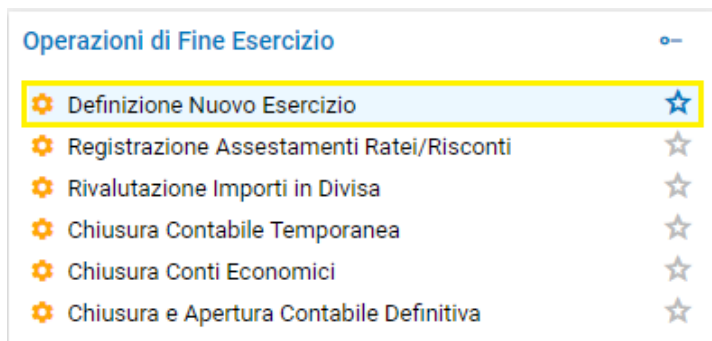 Operazioni di Fine Esercizio
Definizione Nuovo Esercizio
Registrazione Assestamenti Ratei/Risconti
Rivalutazione Importi in Divisa
Chiusura Contabile Temporanea
Chiusura Conti Economici
Chiusura e Apertura Contabile Definitiva